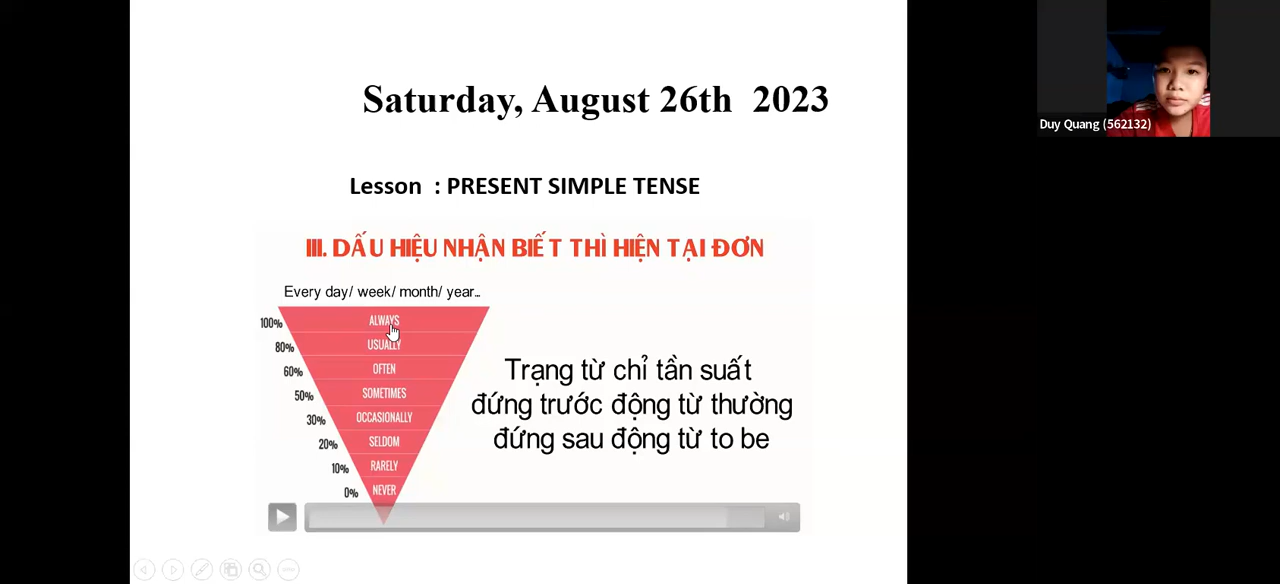 Saturday, August 26th 2023
Duy Quang (562132)
Lesson : PRESENT SIMPLE TENSE
III. DẤU HIỆU NHẬN BIẾT THÌ HIỆN TẠI ĐƠN
Every day/ week/ month/ year...
100% ALWAYS
80% USUALLY
60% OFTEN
50% SOMETIMES
30% OCCASIONALLY
20% SELDOM
10% RARELY
0% NEVER
Trạng từ chỉ tần suất
đứng trước động từ thường
đứng sau động từ to be